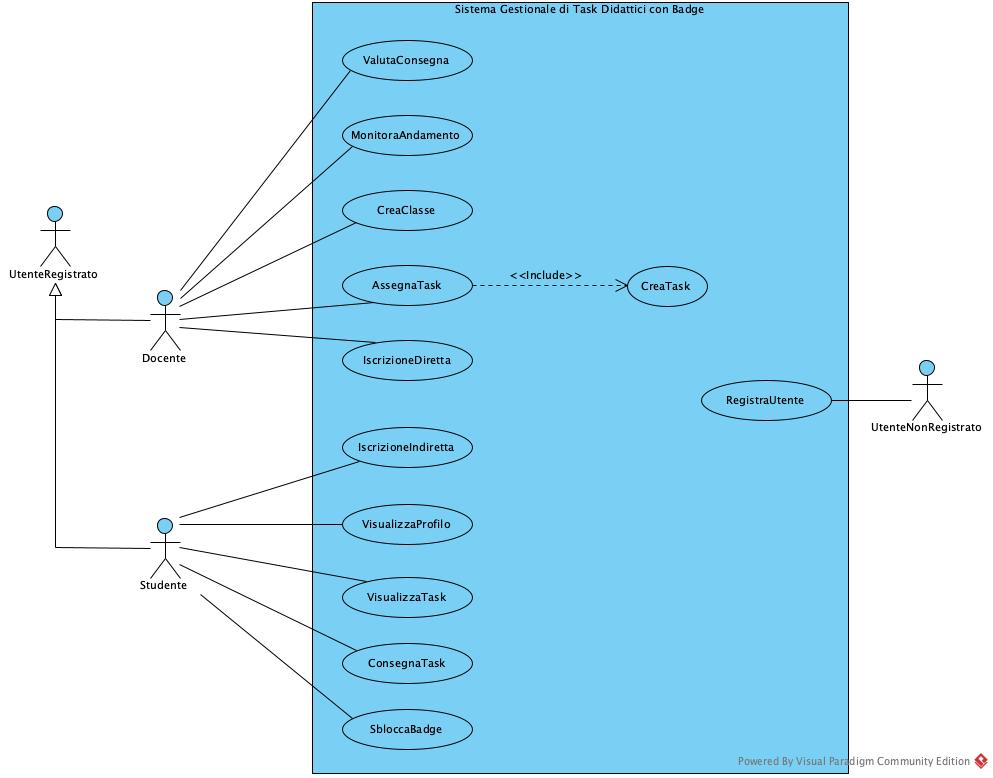 Sistema Gestionale di Task Didattici con Badge
ValutaConsegna
MonitoraAndamento
CreaClasse
UtenteRegistrato
AssegnaTask
<<Include>>
CreaTask
Docente
IscrizioneDiretta
RegistraUtente
UtenteNonRegistrato
IscrizioneIndiretta
VisualizzaProfilo
Studente
VisualizzaTask
ConsegnaTask
SbloccaBadge
Powered By Visual Paradigm Community Edition